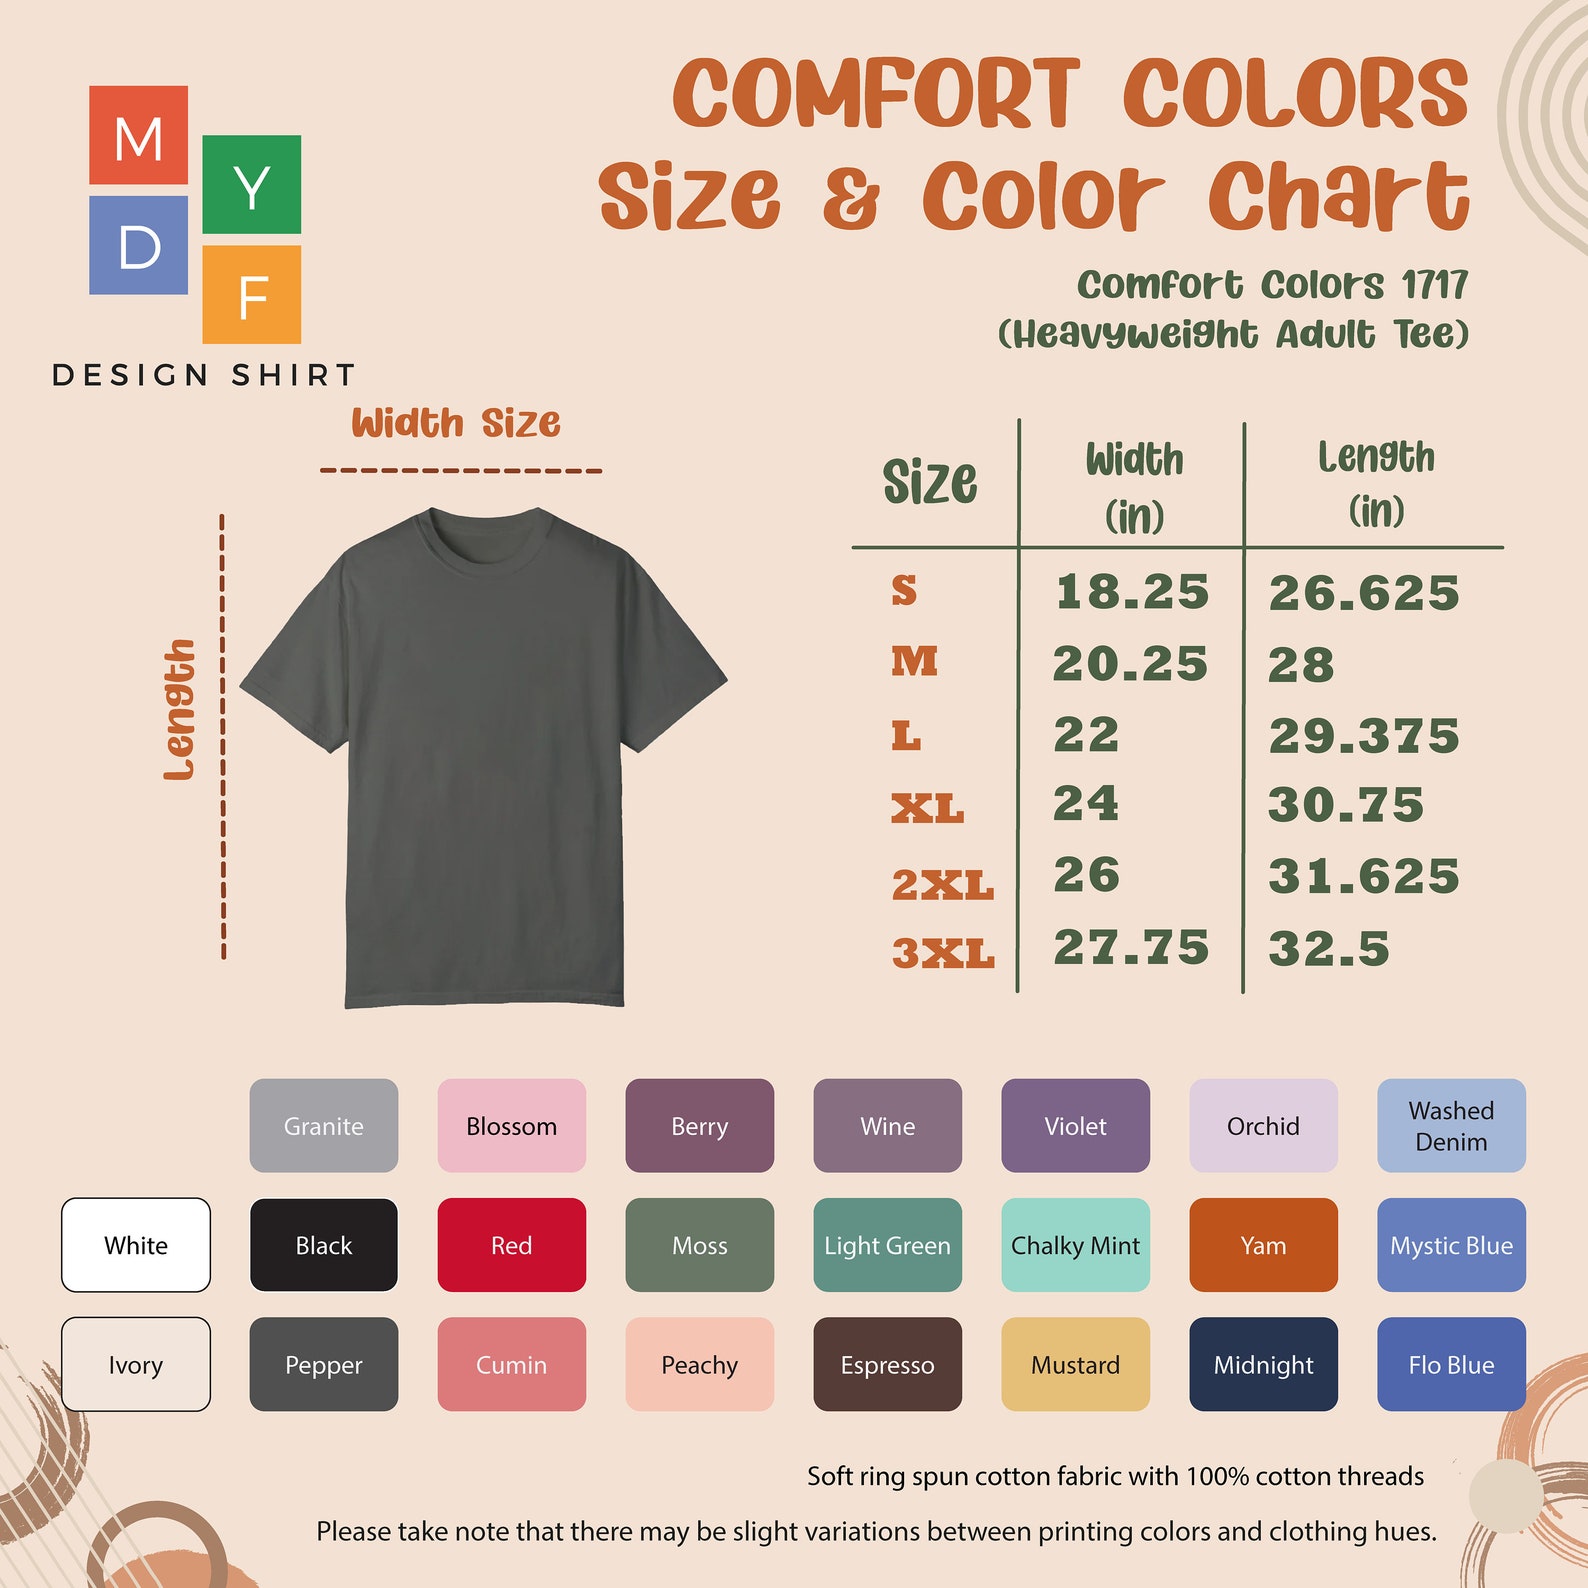 M
Y
D
F
DESIGN SHIRT
COMFORT COLORS
Size & Color Chart
Comfort Colors 1717
(Heavyweight Adult Tee)
Width Size
Length
Size Width (in) Length (in)
S 18.25 26.625
M 20.25 28
L 22 29.375
XL 24 30.75
2XL 26 31.625
3XL 27.75 32.5
Granite Blossom Berry Wine Violet Orchid Washed Denim
White Black Red Moss Light Green Chalky Mint Yam Mystic Blue
Ivory Pepper Cumin Peachy Espresso Mustard Midnight Flo Blue
Soft ring spun cotton fabric with 100% cotton threads
Please take note that there may be slight variations between printing colors and clothing hues.